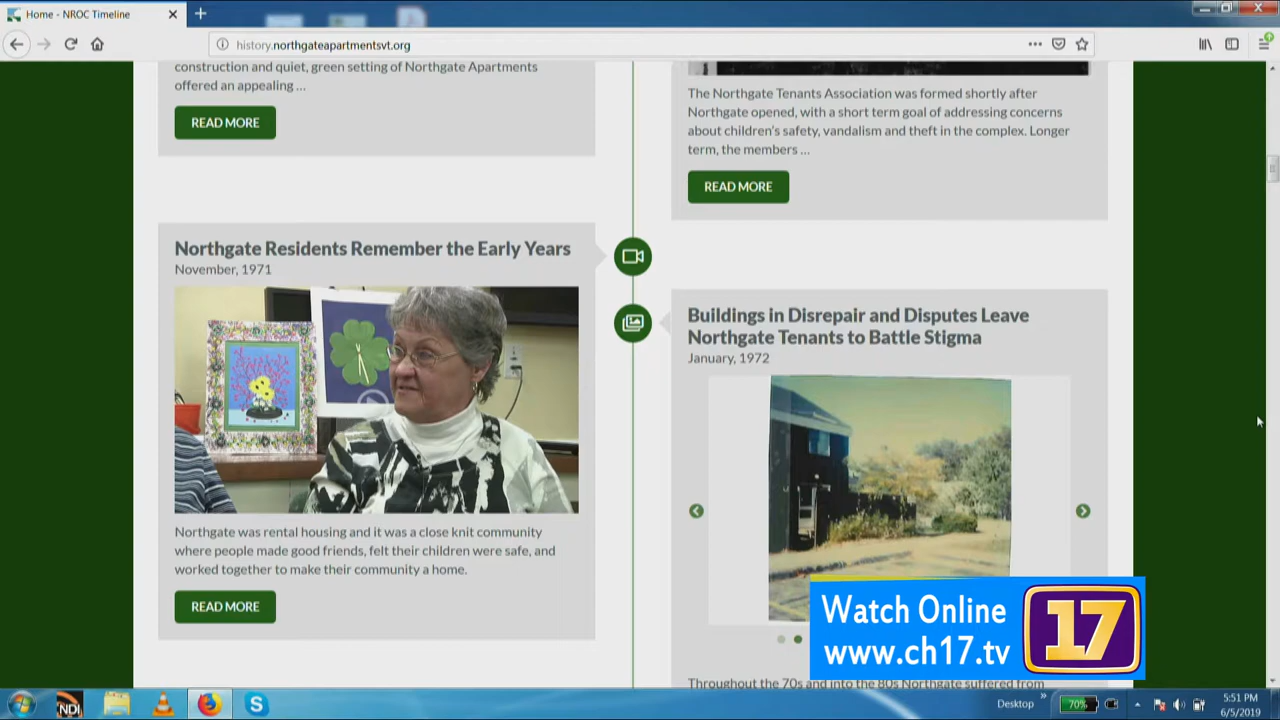 Home - NROC Timeline
history.northgateapartmentsvt.org
construction and quiet, green setting of Northgate Apartments
offered an appealing ...
READ MORE
The Northgate Tenants Association was formed shortly after
Northgate opened, with a short term goal of addressing concerns
about children's safety, vandalism and theft in the complex. Longer
term, the members ...
READ MORE
Northgate Residents Remember the Early Years
November, 1971
Northgate was rental housing and it was a close knit community
where people made good friends, felt their children were safe, and
worked together to make their community a home.
READ MORE
Buildings in Disrepair and Disputes Leave
Northgate Tenants to Battle Stigma
January, 1972
Throughout the 70s and into the 80s Northgate suffered from
Watch Online
www.ch17.tv
17
NDI
Desktop
70%
5:51 PM
6/5/2019